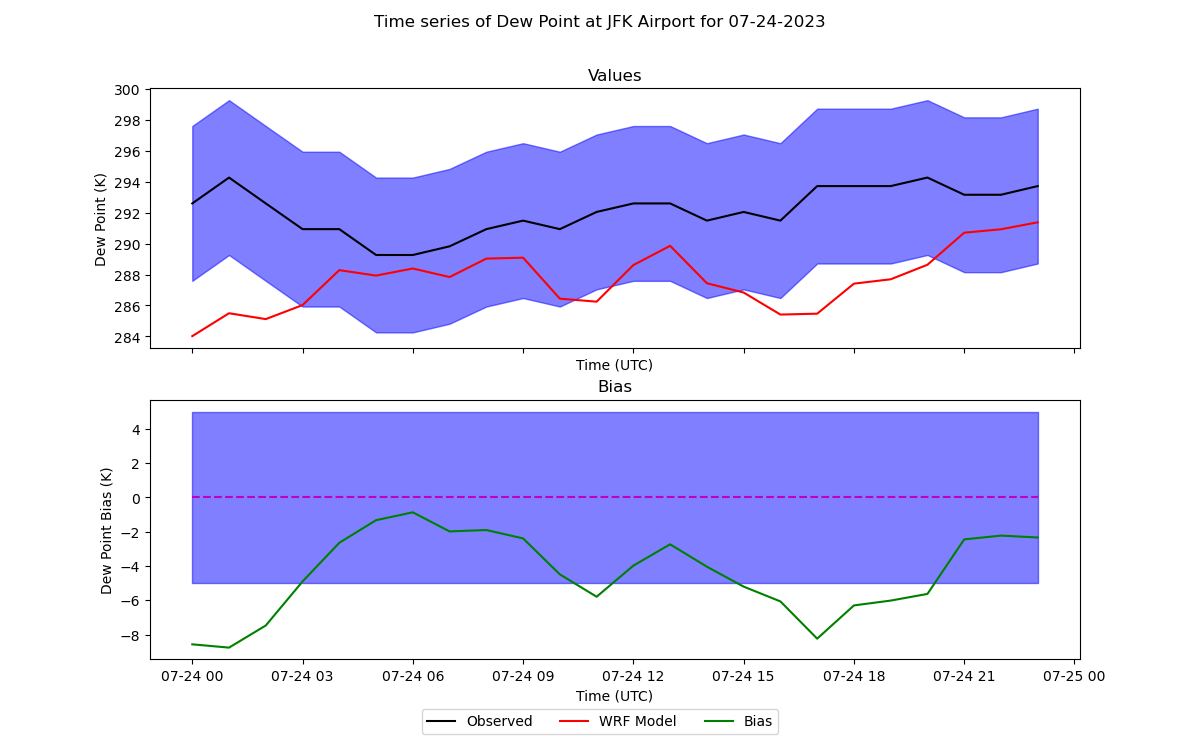 Time series of Dew Point at JFK Airport for 07-24-2023
Values
Dew Point (K)
300
298
296
294
292
290
288
286
284
Time (UTC)
Bias
Dew Point Bias (K)
4
2
0
−2
−4
−6
−8
07-24 00 07-24 03 07-24 06 07-24 09 07-24 12 07-24 15 07-24 18 07-24 21 07-25 00
Time (UTC)
Observed WRF Model Bias